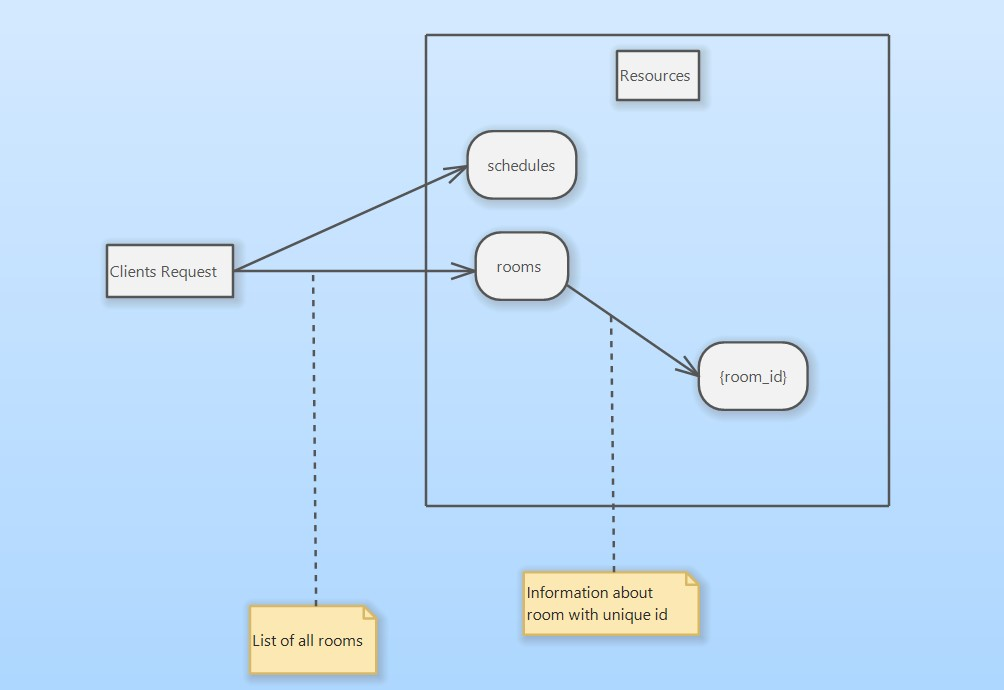 Resources
schedules
Clients Request
rooms
{room_id}
Information about
room with unique id
List of all rooms